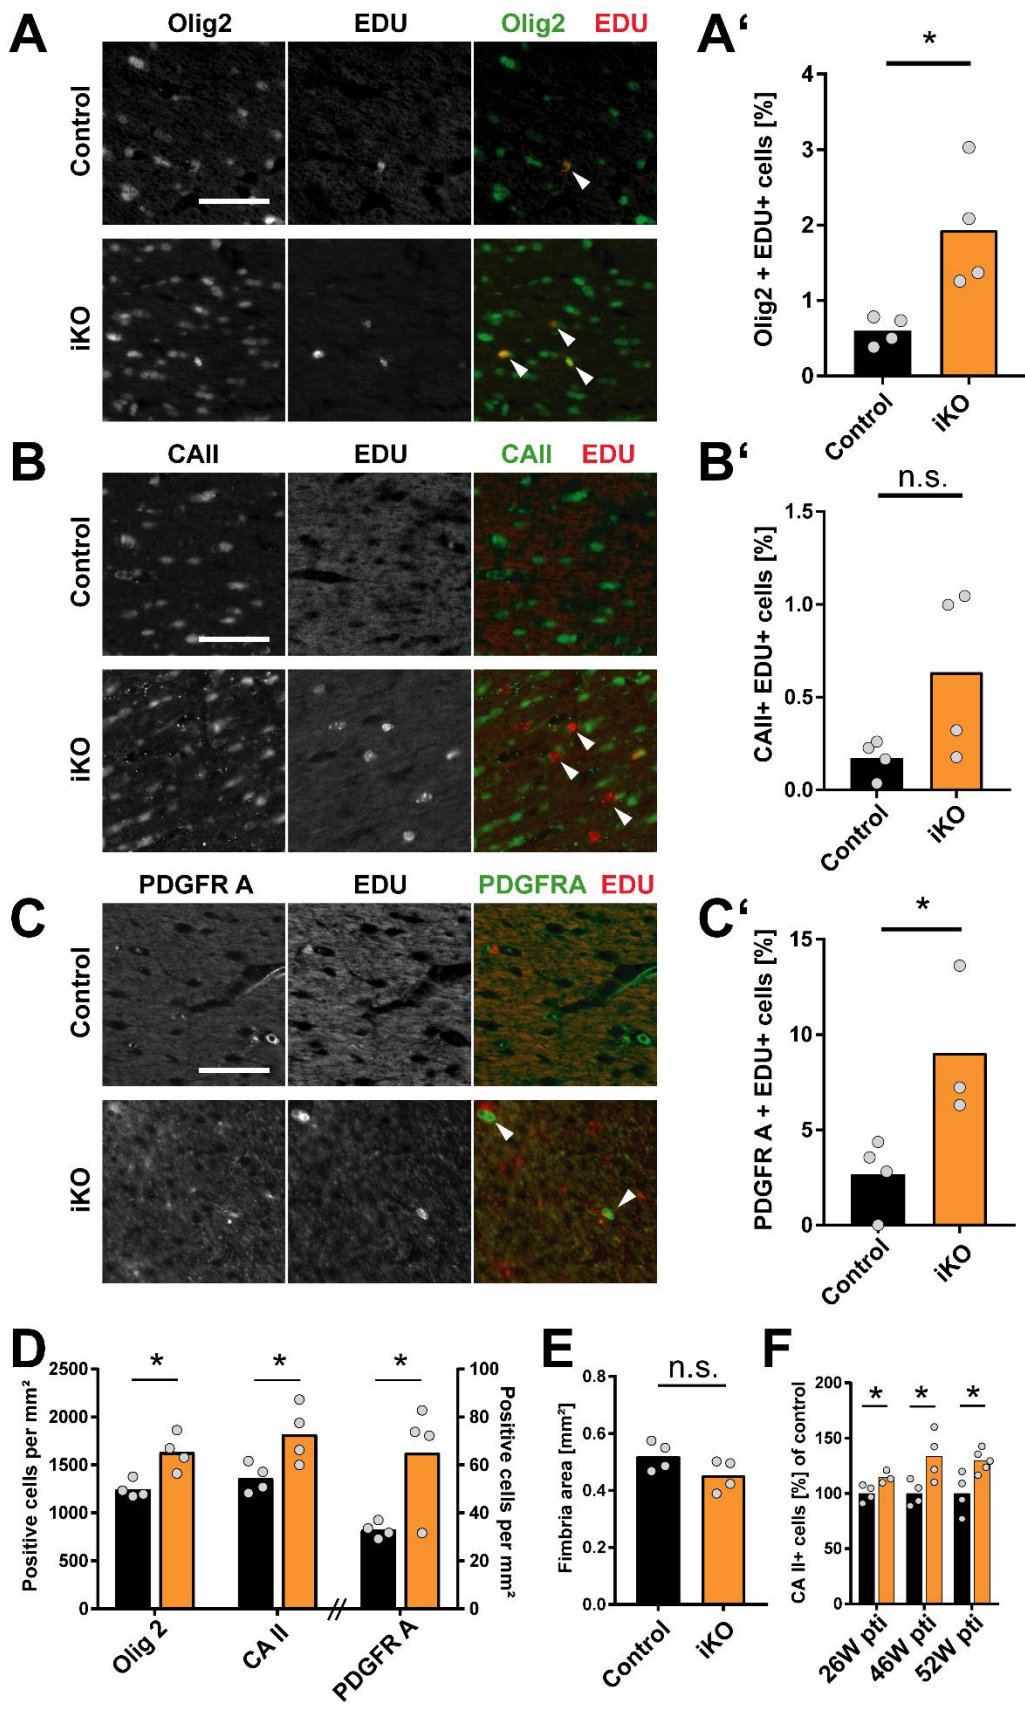 A
Olig2 EDU Olig2 EDU
Control
iKO
A'
*
Olig2 + EDU+ cells [%]
4
3
2
1
0
Control iKO
B
CAII EDU CAII EDU
Control
iKO
B'
n.s.
CAII+ EDU+ cells [%]
1.5
1.0
0.5
0.0
Control iKO
C
PDGFR A EDU PDGFRA EDU
Control
iKO
C'
*
PDGFR A + EDU+ cells [%]
15
10
5
0
Control iKO
D
* * *
Positive cells per mm²
2500
2000
1500
1000
500
0
100
80
60
40
20
0
Positive cells per mm²
Olig 2 CA II // PDGFR A
E
n.s.
Fimbria area [mm²]
0.8
0.6
0.4
0.2
0.0
Control iKO
F
* * *
CA II+ cells [%] of control
200
150
100
50
0
26W pti 46W pti 52W pti